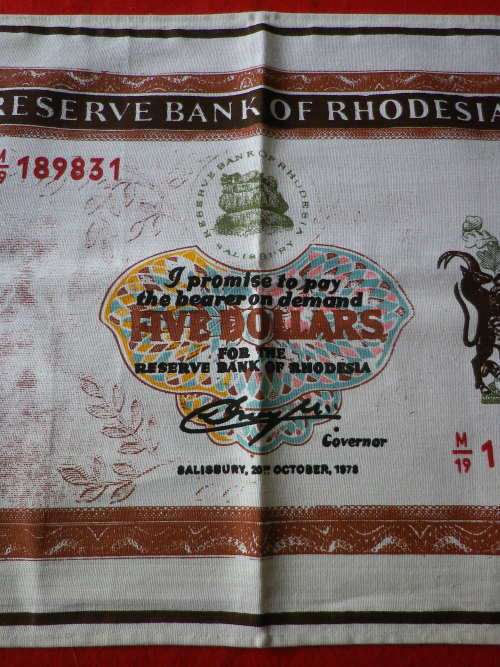 RESERVE BANK OF RHODESIA
M/19 189831
RESERVE BANK OF RHODESIA
SALISBURY
I promise to pay
the bearer on demand
FIVE DOLLARS
FOR THE
RESERVE BANK OF RHODESIA
Governor
SALISBURY, 20TH OCTOBER, 1978
M/19 1